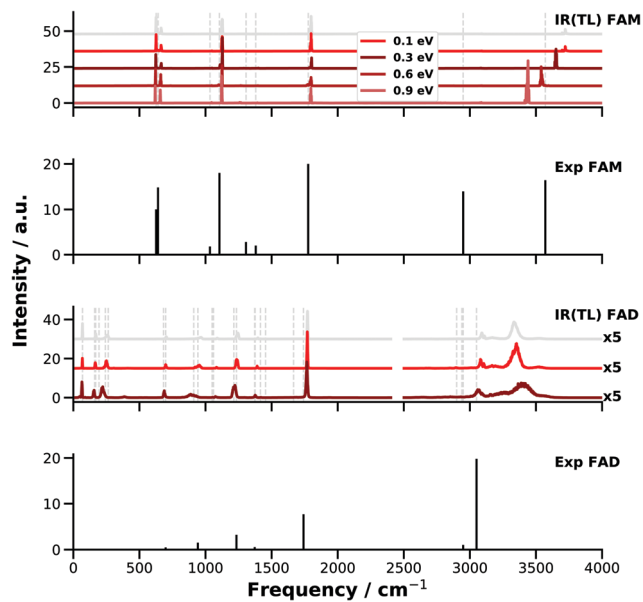 IR(TL) FAM
50
25
0
0.1 eV
0.3 eV
0.6 eV
0.9 eV
Exp FAM
20
10
0
Intensity / a.u.
IR(TL) FAD
40
20
0
x5
x5
x5
Exp FAD
20
10
0
0 500 1000 1500 2000 2500 3000 3500 4000
Frequency / cm⁻¹